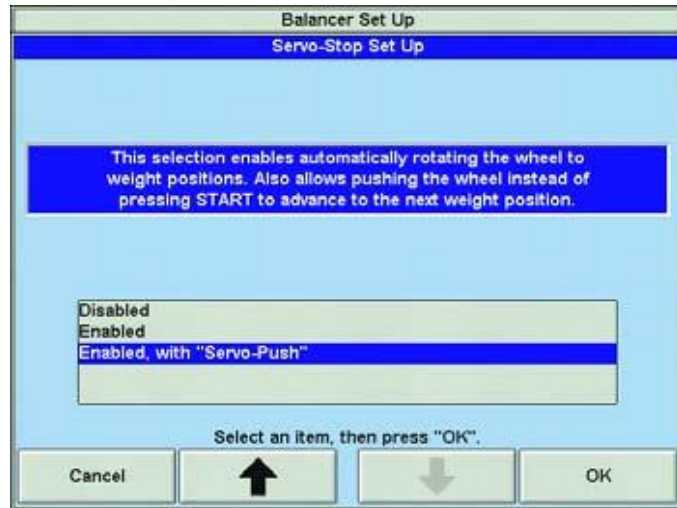 Balancer Set Up
Servo-Stop Set Up
This selection enables automatically rotating the wheel to
weight positions. Also allows pushing the wheel instead of
pressing START to advance to the next weight position.
Disabled
Enabled
Enabled, with "Servo-Push"
Select an item, then press "OK".
Cancel
OK